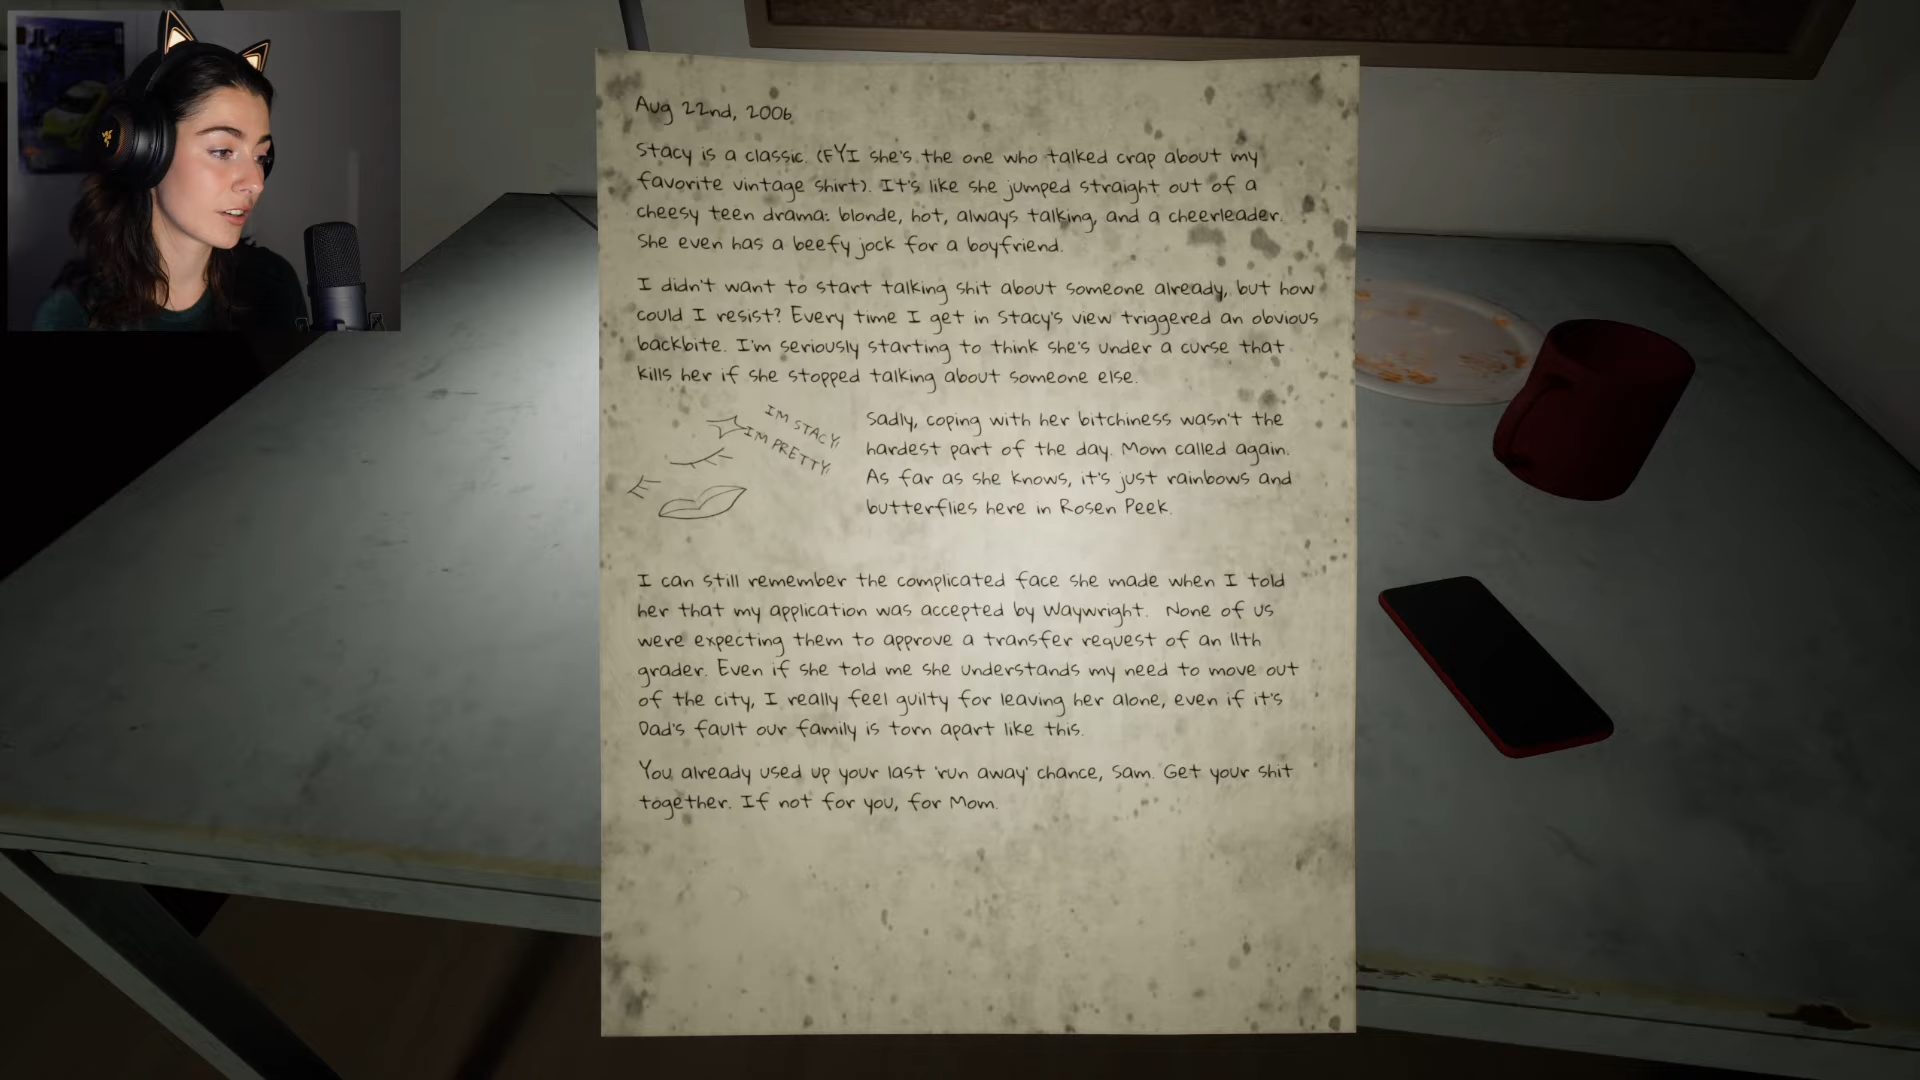 Aug 22nd, 2006
Stacy is a classic. (FYI she's the one who talked crap about my
favorite vintage shirt). It's like she jumped straight out of a
cheesy teen drama: blonde, hot, always talking, and a cheerleader.
She even has a beefy jock for a boyfriend.
I didn't want to start talking shit about someone already, but how
could I resist? Every time I get in Stacy's view triggered an obvious
backbite. I'm seriously starting to think she's under a curse that
kills her if she stopped talking about someone else.
I'M STACY,
I'M PRETTY,
Sadly, coping with her bitchiness wasn't the
hardest part of the day. Mom called again.
As far as she knows, it's just rainbows and
butterflies here in Rosen Peek.
I can still remember the complicated face she made when I told
her that my application was accepted by Waywright. None of us
were expecting them to approve a transfer request of an 11th
grader. Even if she told me she understands my need to move out
of the city, I really feel guilty for leaving her alone, even if it's
Dad's fault our family is torn apart like this.
You already used up your last 'run away' chance, Sam. Get your shit
together. If not for you, for Mom.